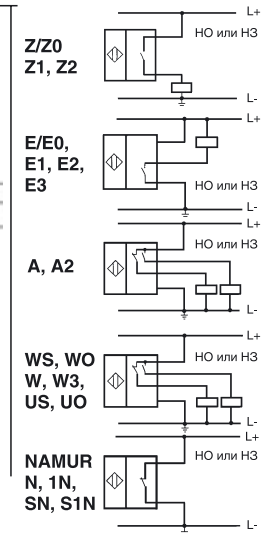 L+
НО или НЗ
Z/Z0
Z1, Z2
L-
L+
E/E0,
E1, E2,
E3
НО или НЗ
L-
L+
НО или НЗ
A, A2
L-
L+
НО или НЗ
WS, WO
W, W3,
US, UO
L-
L+
НО или НЗ
NAMUR
N, 1N,
SN, S1N
L-